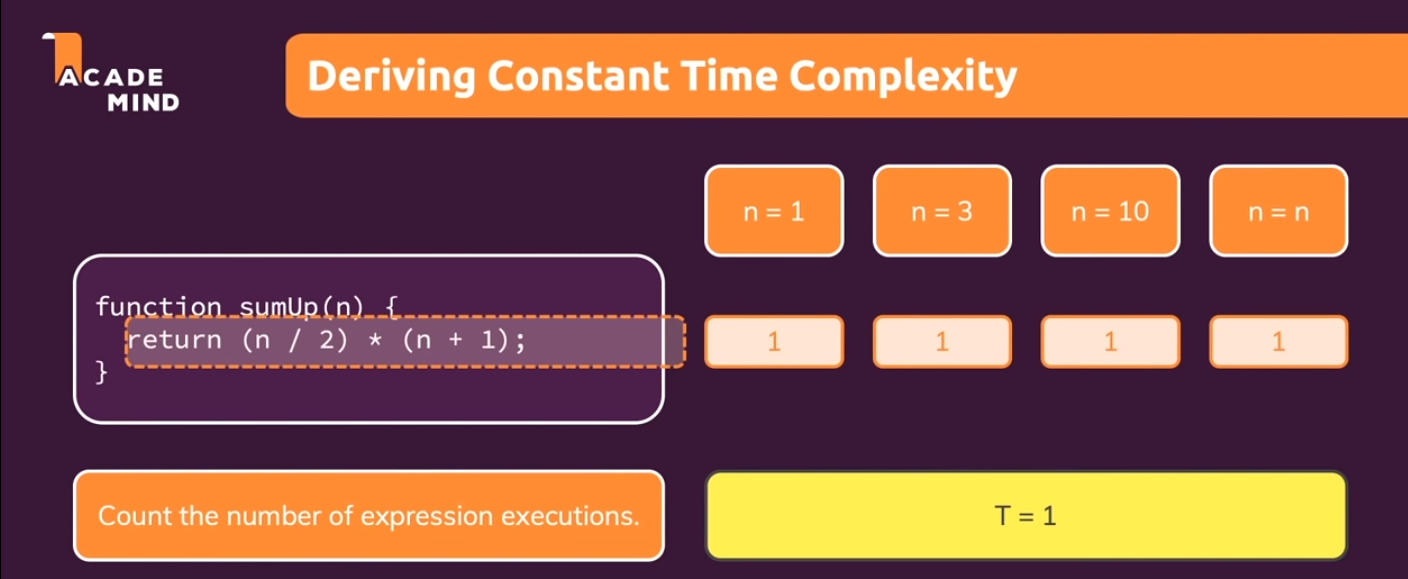 ACADE
MIND
Deriving Constant Time Complexity
n = 1
n = 3
n = 10
n = n
function sumUp(n) {
return (n / 2) * (n + 1);
}
1
1
1
1
Count the number of expression executions.
T = 1